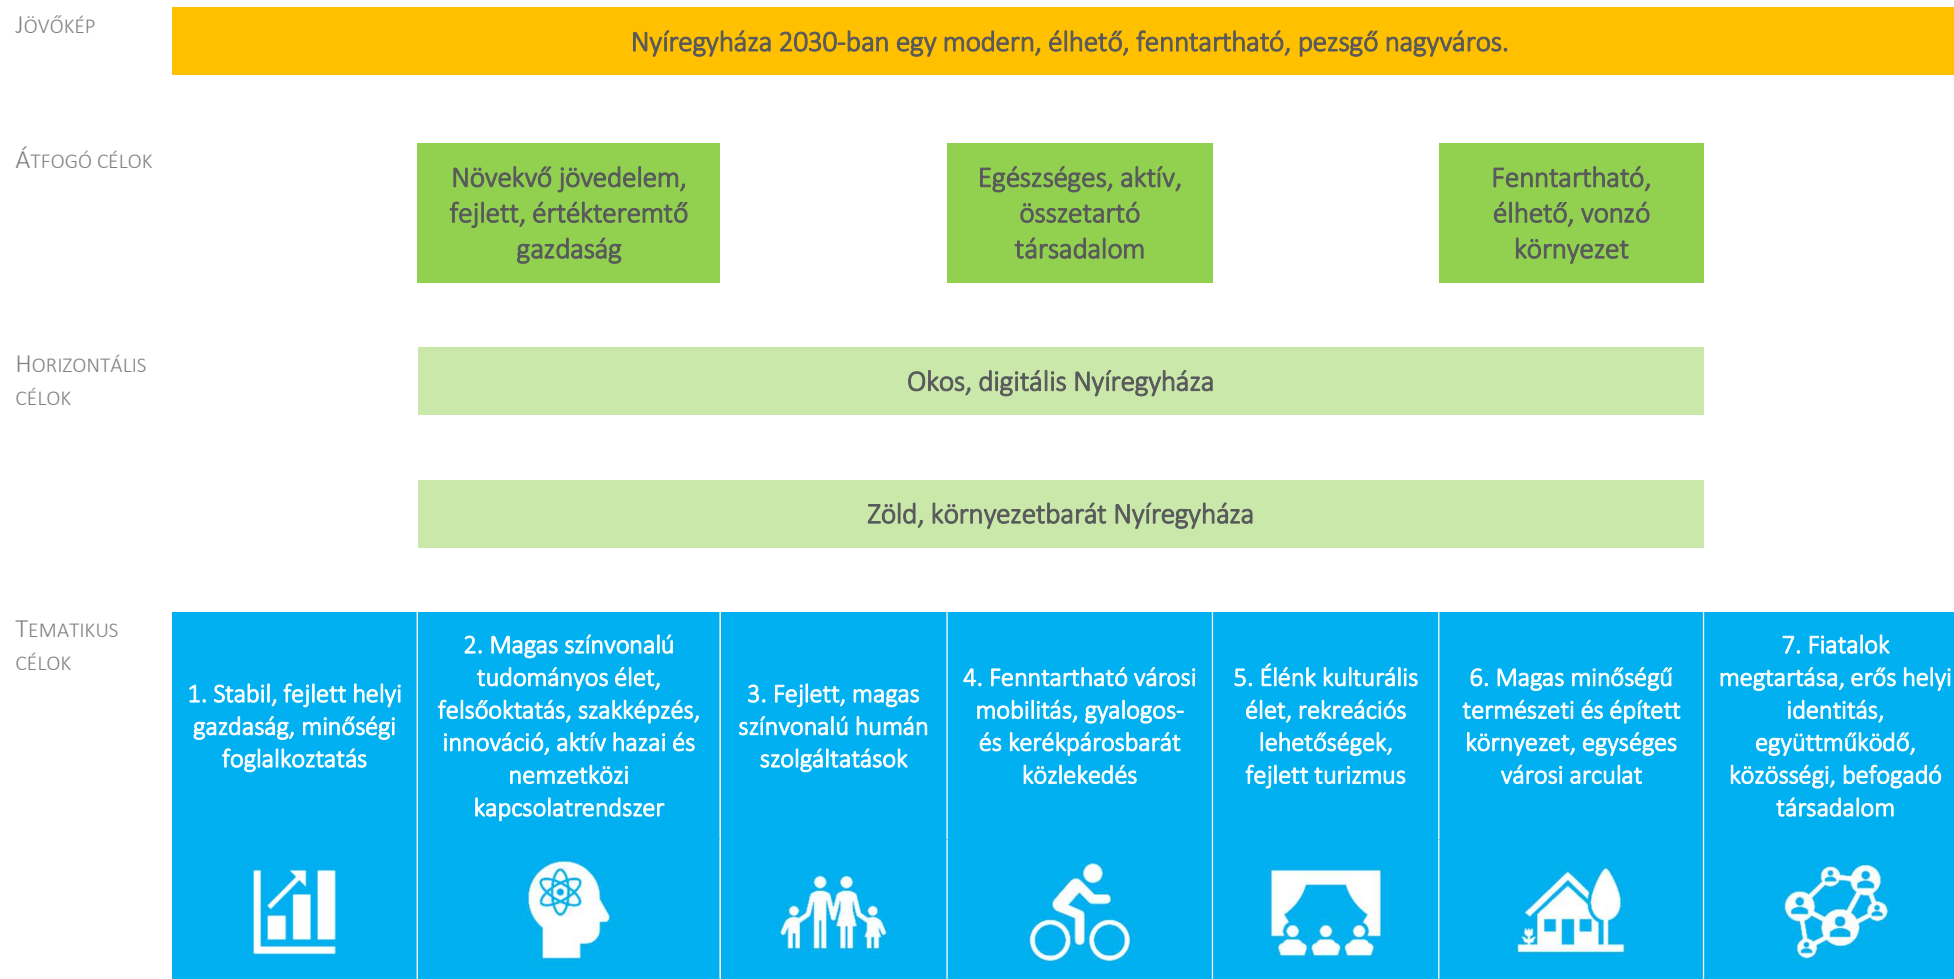 JÖVŐKÉP
Nyíregyháza 2030-ban egy modern, élhető, fenntartható, pezsgő nagyváros.
ÁTFOGÓ CÉLOK
Növekvő jövedelem,
fejlett, értékteremtő
gazdaság
Egészséges, aktív,
összetartó
társadalom
Fenntartható,
élhető, vonzó
környezet
HORIZONTÁLIS
CÉLOK
Okos, digitális Nyíregyháza
Zöld, környezetbarát Nyíregyháza
TEMATIKUS
CÉLOK
1. Stabil, fejlett helyi
gazdaság, minőségi
foglalkoztatás
2. Magas színvonalú
tudományos élet,
felsőoktatás, szakképzés,
innováció, aktív hazai és
nemzetközi
kapcsolatrendszer
3. Fejlett, magas
színvonalú humán
szolgáltatások
4. Fenntartható városi
mobilitás, gyalogos-
és kerékpárosbarát
közlekedés
5. Élénk kulturális
élet, rekreációs
lehetőségek,
fejlett turizmus
6. Magas minőségű
természeti és épített
környezet, egységes
városi arculat
7. Fiatalok
megtartása, erős helyi
identitás,
együttműködő,
közösségi, befogadó
társadalom